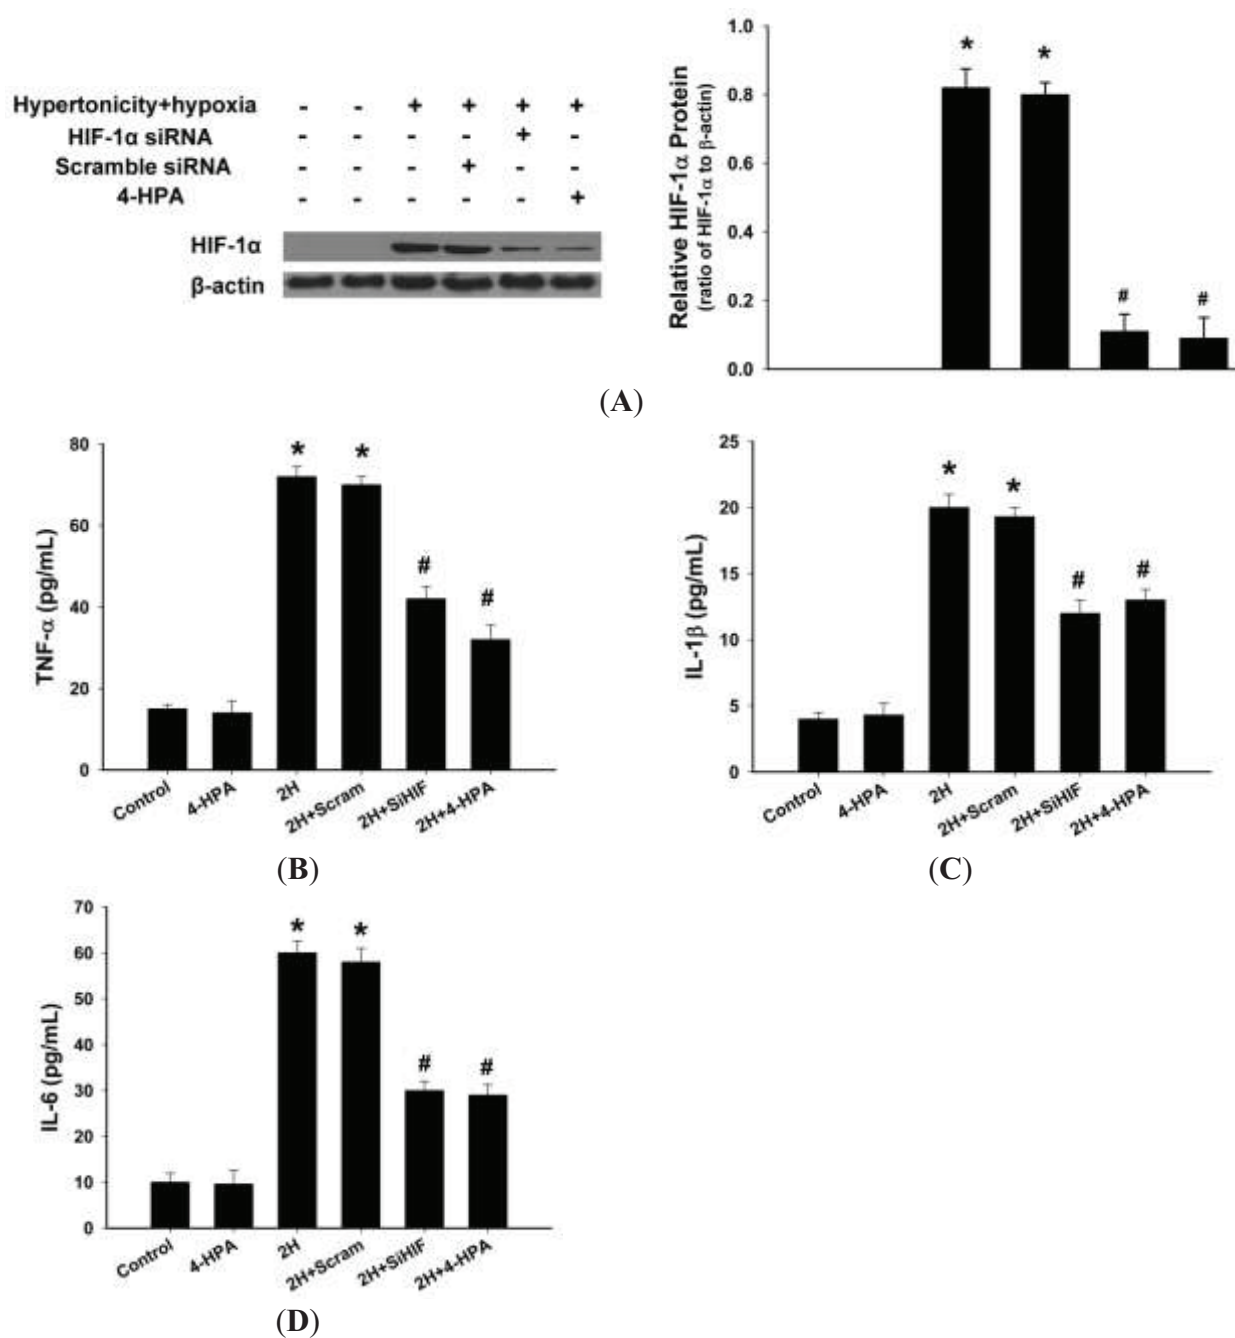 Hypertonicity+hypoxia - - + + + +
HIF-1α siRNA - - - - + -
Scramble siRNA - - - + - -
4-HPA - - - - - +
HIF-1α
β-actin
Relative HIF-1α Protein
(ratio of HIF-1α to β-actin)
1.0
0.8
0.6
0.4
0.2
0.0
* * # #
(A)
TNF-α (pg/mL)
80
60
40
20
0
* * # #
Control 4-HPA 2H 2H+Scram 2H+SiHIF 2H+4-HPA
(B)
IL-1β (pg/mL)
25
20
15
10
5
0
* * # #
Control 4-HPA 2H 2H+Scram 2H+SiHIF 2H+4-HPA
(C)
IL-6 (pg/mL)
70
60
50
40
30
20
10
0
* * # #
Control 4-HPA 2H 2H+Scram 2H+SiHIF 2H+4-HPA
(D)